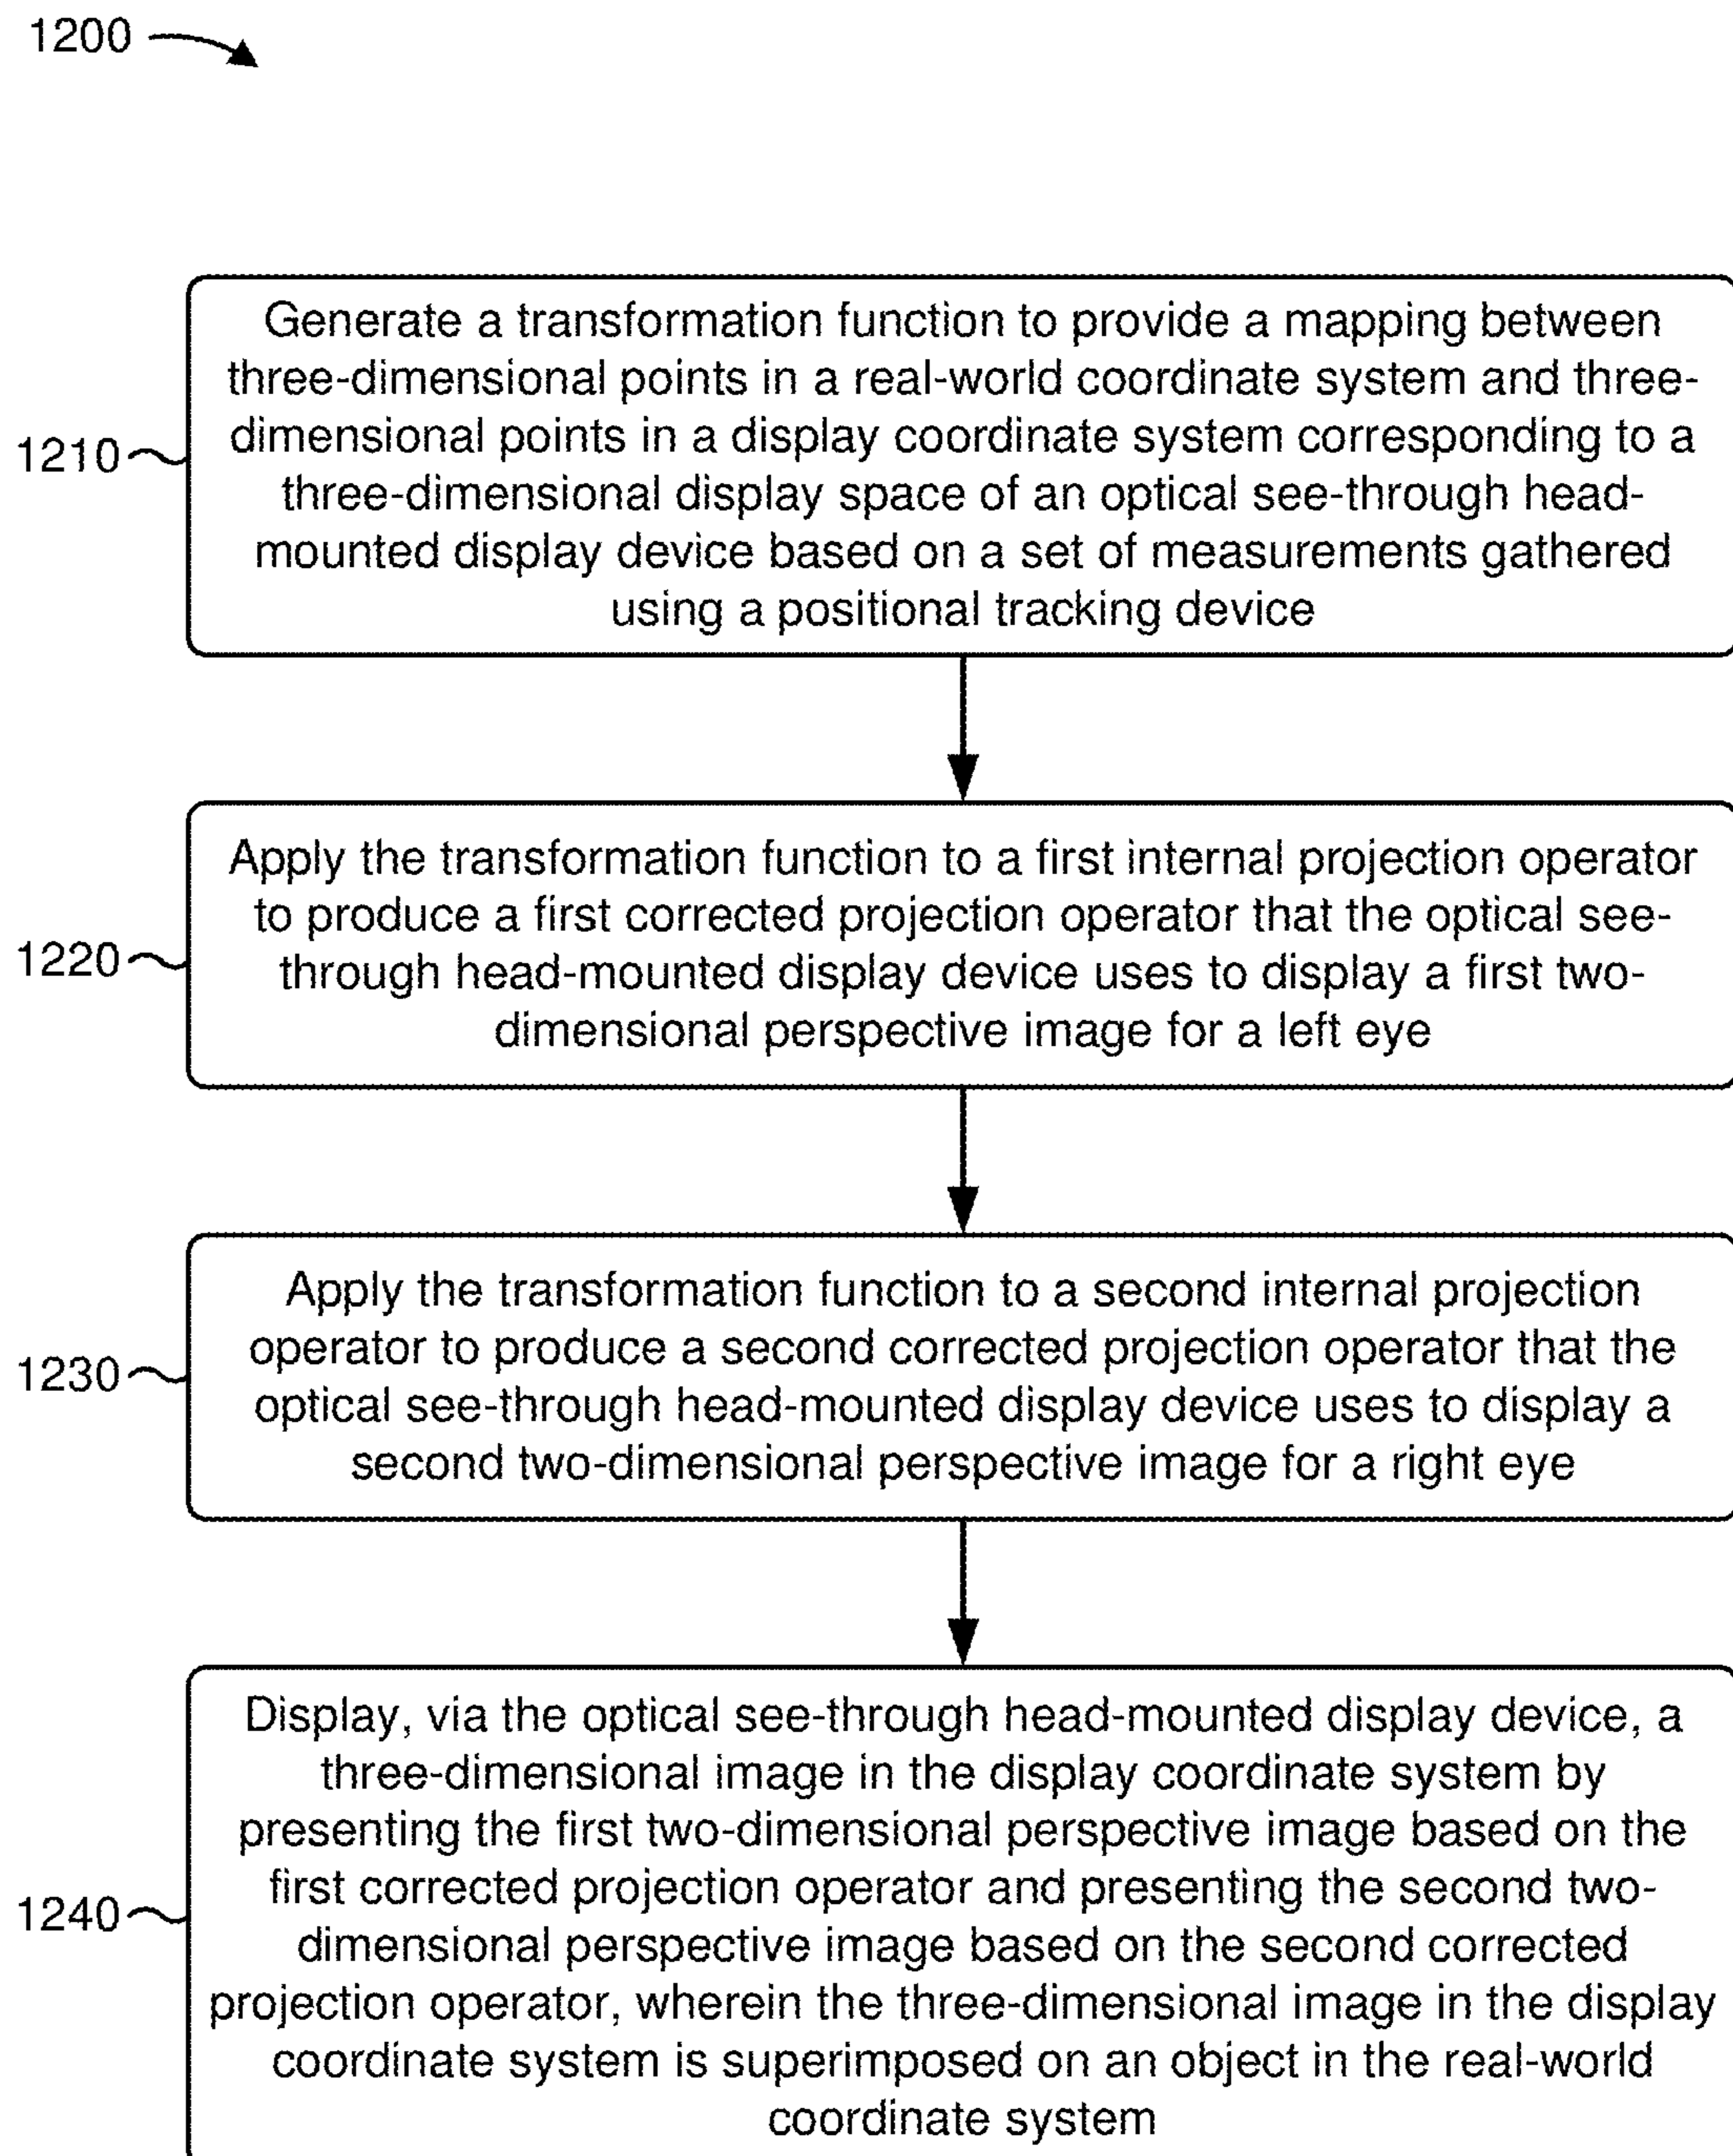 1200
Generate a transformation function to provide a mapping between
three-dimensional points in a real-world coordinate system and three-
dimensional points in a display coordinate system corresponding to a
three-dimensional display space of an optical see-through head-
mounted display device based on a set of measurements gathered
using a positional tracking device
1210
Apply the transformation function to a first internal projection operator
to produce a first corrected projection operator that the optical see-
through head-mounted display device uses to display a first two-
dimensional perspective image for a left eye
1220
Apply the transformation function to a second internal projection
operator to produce a second corrected projection operator that the
optical see-through head-mounted display device uses to display a
second two-dimensional perspective image for a right eye
1230
Display, via the optical see-through head-mounted display device, a
three-dimensional image in the display coordinate system by
presenting the first two-dimensional perspective image based on the
first corrected projection operator and presenting the second two-
dimensional perspective image based on the second corrected
projection operator, wherein the three-dimensional image in the display
coordinate system is superimposed on an object in the real-world
coordinate system
1240